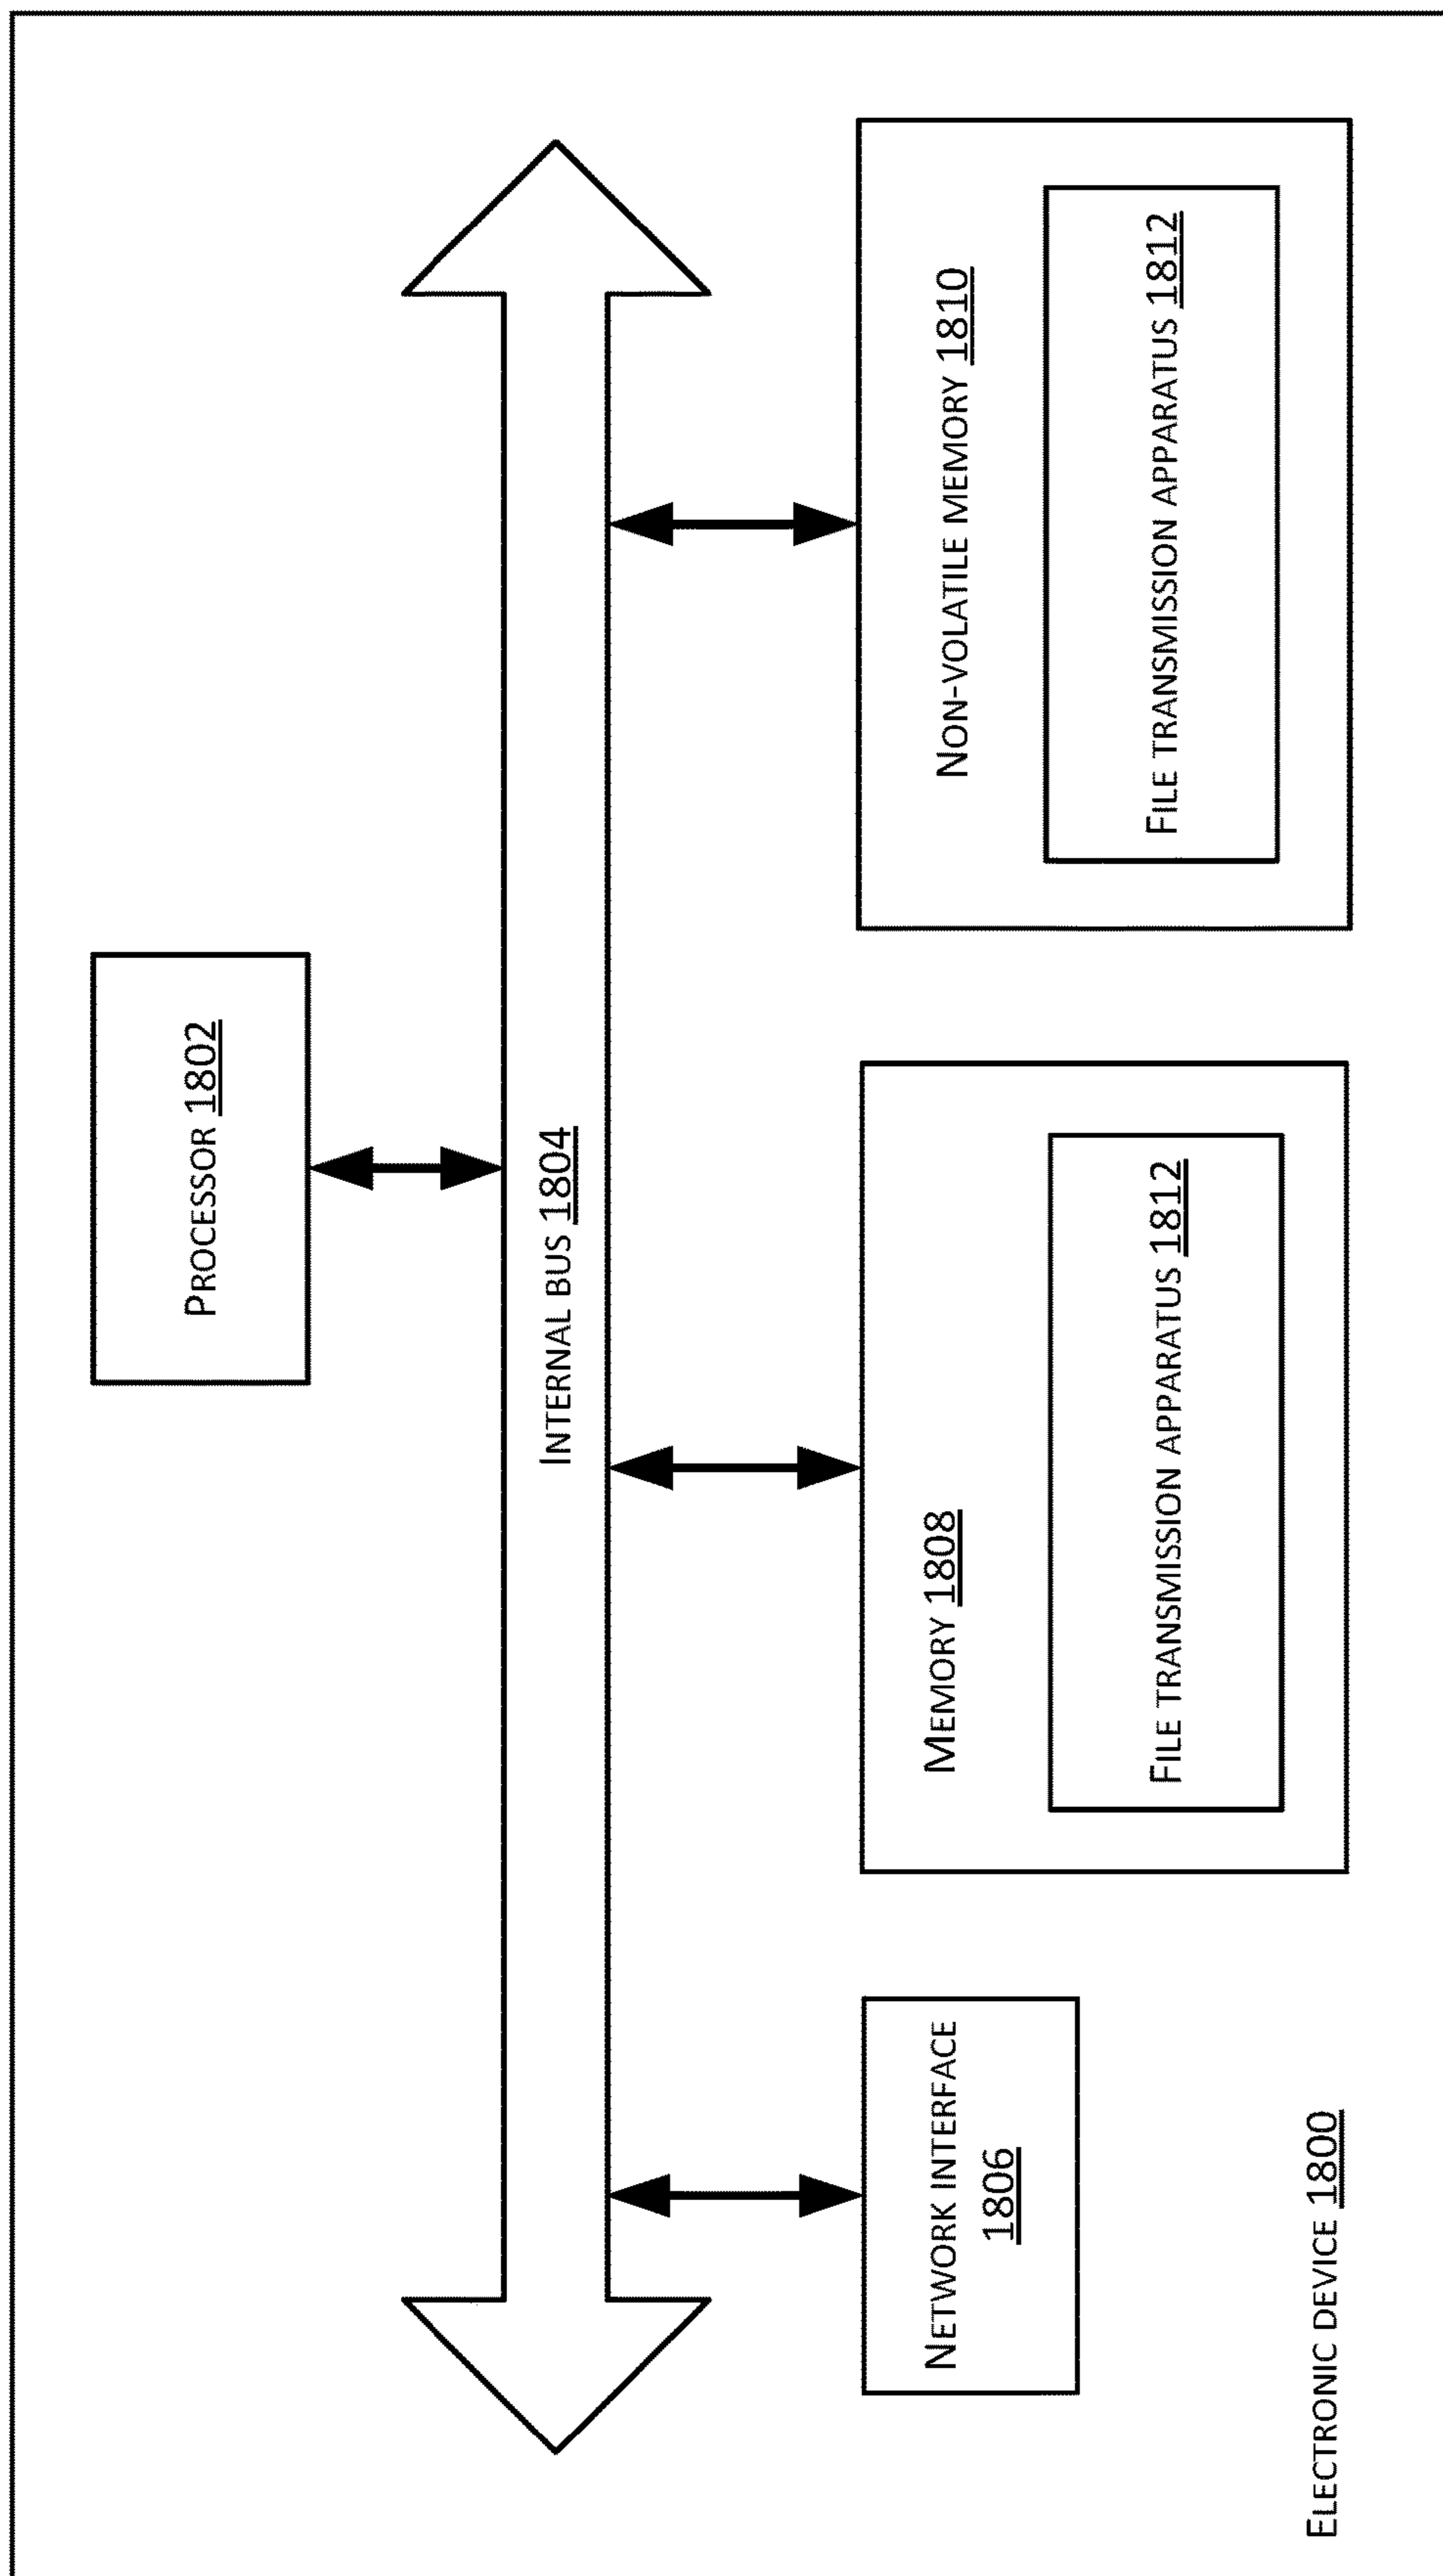 PROCESSOR 1802
INTERNAL BUS 1804
NETWORK INTERFACE
1806
MEMORY 1808
FILE TRANSMISSION APPARATUS 1812
NON-VOLATILE MEMORY 1810
FILE TRANSMISSION APPARATUS 1812
ELECTRONIC DEVICE 1800